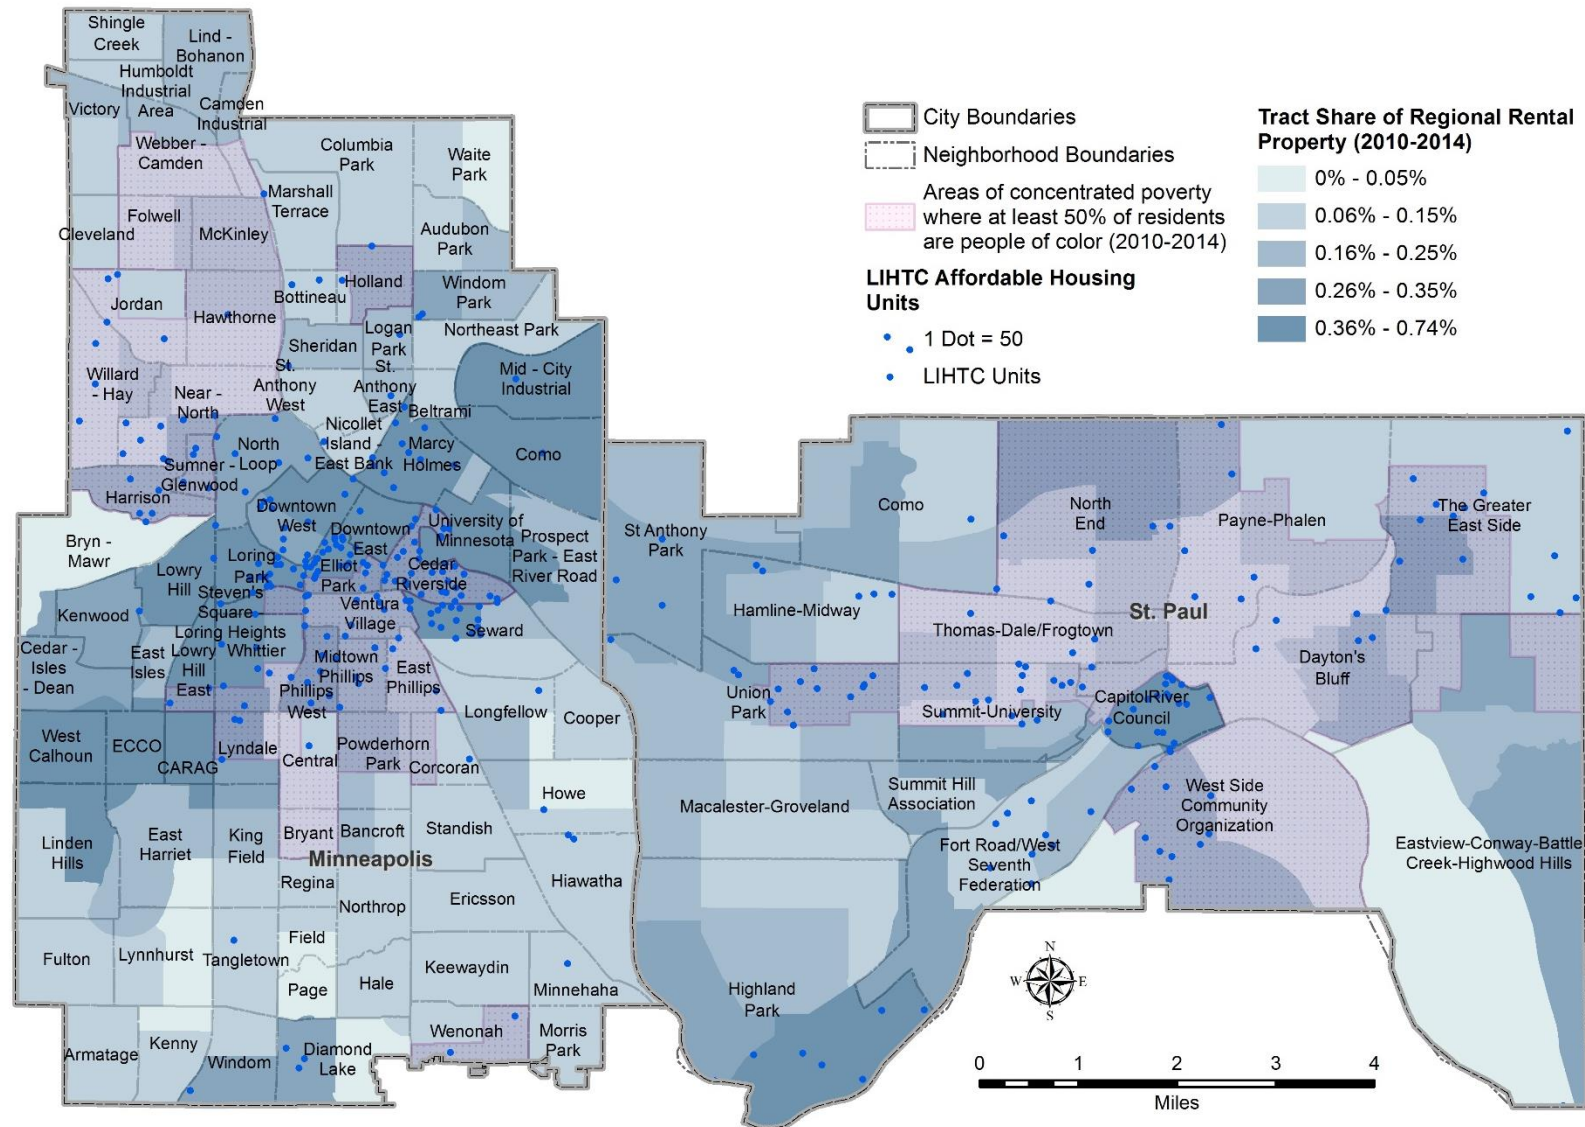 Shingle
Creek
Lind -
Bohanon
Humboldt
Industrial
Area
Victory
Camden
Industrial
Webber -
Camden
Columbia
Park
Waite
Park
Marshall
Terrace
Folwell
Cleveland
McKinley
Audubon
Park
Holland
Bottineau
Windom
Park
Jordan
Hawthorne
Logan
Park
Northeast Park
Sheridan
St.
Anthony
West
St.
Anthony
East
Mid - City
Industrial
Willard
- Hay
Near -
North
Beltrami
Nicollet
Island -
East Bank
Marcy
Holmes
Como
North
Loop
Sumner -
Glenwood
Harrison
Downtown
West
Downtown
East
University of
Minnesota
Prospect
Park - East
River Road
Bryn -
Mawr
Loring
Park
Elliot
Park
Cedar
Riverside
Lowry
Hill
Steven's
Square -
Loring Heights
Ventura
Village
Seward
Kenwood
Cedar -
Isles
- Dean
East
Isles
Lowry
Hill
East
Whittier
Midtown
Phillips
East
Phillips
Phillips
West
Longfellow
Cooper
West
Calhoun
ECCO
CARAG
Lyndale
Central
Powderhorn
Park
Corcoran
Howe
Linden
Hills
East
Harriet
King
Field
Bryant
Bancroft
Standish
Minneapolis
Hiawatha
Regina
Northrop
Ericsson
Field
Fulton
Lynnhurst
Tangletown
Page
Hale
Keewaydin
Minnehaha
Wenonah
Morris
Park
Armatage
Kenny
Windom
Diamond
Lake
City Boundaries
Neighborhood Boundaries
Areas of concentrated poverty
where at least 50% of residents
are people of color (2010-2014)
LIHTC Affordable Housing
Units
1 Dot = 50
LIHTC Units
Tract Share of Regional Rental
Property (2010-2014)
0% - 0.05%
0.06% - 0.15%
0.16% - 0.25%
0.26% - 0.35%
0.36% - 0.74%
St Anthony
Park
Como
North
End
Payne-Phalen
The Greater
East Side
Hamline-Midway
Thomas-Dale/Frogtown
St. Paul
Dayton's
Bluff
Union
Park
Summit-University
CapitolRiver
Council
Macalester-Groveland
Summit Hill
Association
West Side
Community
Organization
Fort Road/West
Seventh
Federation
Eastview-Conway-Battle
Creek-Highwood Hills
Highland
Park
N
W
E
S
0
1
2
3
4
Miles